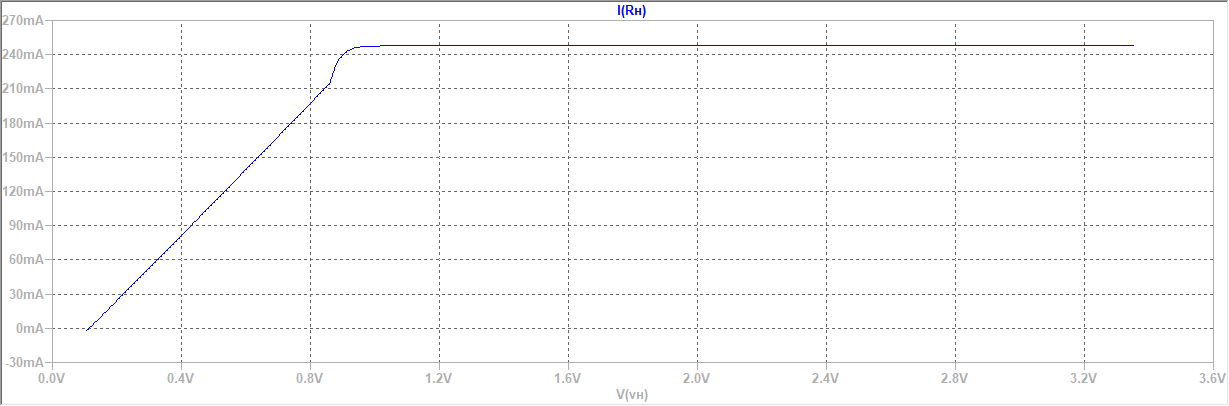 I(Rн)
270mA
240mA
210mA
180mA
150mA
120mA
90mA
60mA
30mA
0mA
-30mA
0.0V 0.4V 0.8V 1.2V 1.6V 2.0V 2.4V 2.8V 3.2V 3.6V
V(vн)